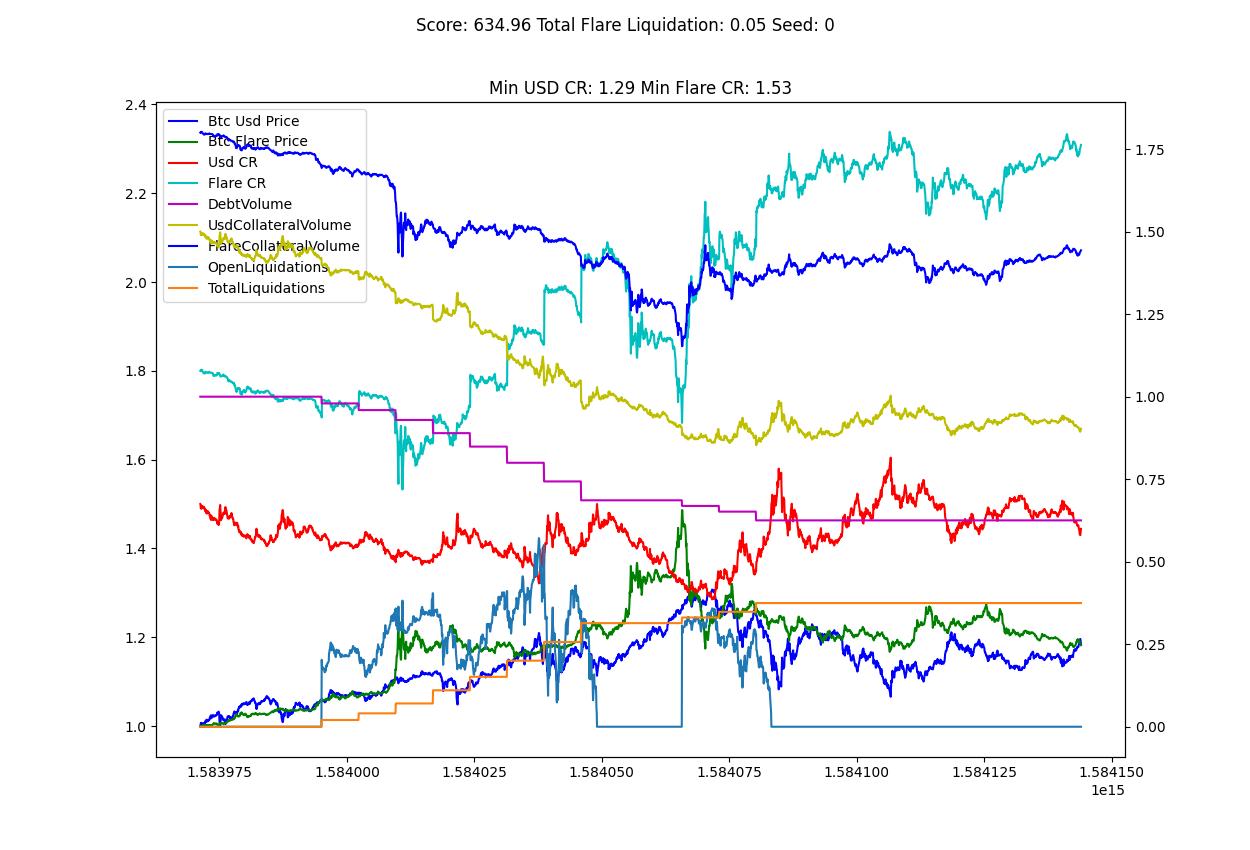 Score: 634.96 Total Flare Liquidation: 0.05 Seed: 0
Min USD CR: 1.29 Min Flare CR: 1.53
Btc Usd Price
Btc Flare Price
Usd CR
Flare CR
DebtVolume
UsdCollateralVolume
FlareCollateralVolume
OpenLiquidations
TotalLiquidations
2.4
2.2
2.0
1.8
1.6
1.4
1.2
1.0
1.75
1.50
1.25
1.00
0.75
0.50
0.25
0.00
1.583975 1.584000 1.584025 1.584050 1.584075 1.584100 1.584125 1.584150
1e15